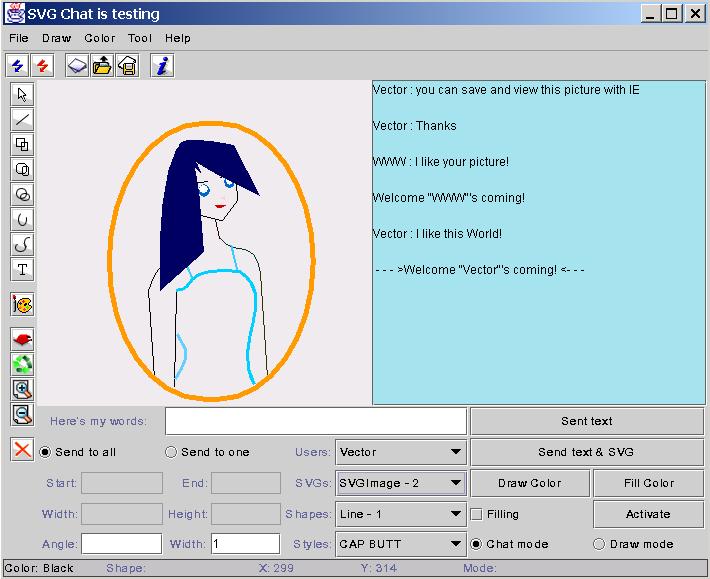 SVG Chat is testing
File Draw Color Tool Help
Vector : you can save and view this picture with IE
Vector : Thanks
WWW : I like your picture!
Welcome "WWW"'s coming!
Vector : I like this World!
- - - >Welcome "Vector"'s coming! <- - -
T
Here's my words: Sent text
Send to all Send to one Users: Vector Send text & SVG
Start: End: SVGs: SVGImage - 2 Draw Color Fill Color
Width: Height: Shapes: Line - 1 Filling Activate
Angle: Width: 1 Styles: CAP BUTT Chat mode Draw mode
Color: Black Shape: X: 299 Y: 314 Mode: